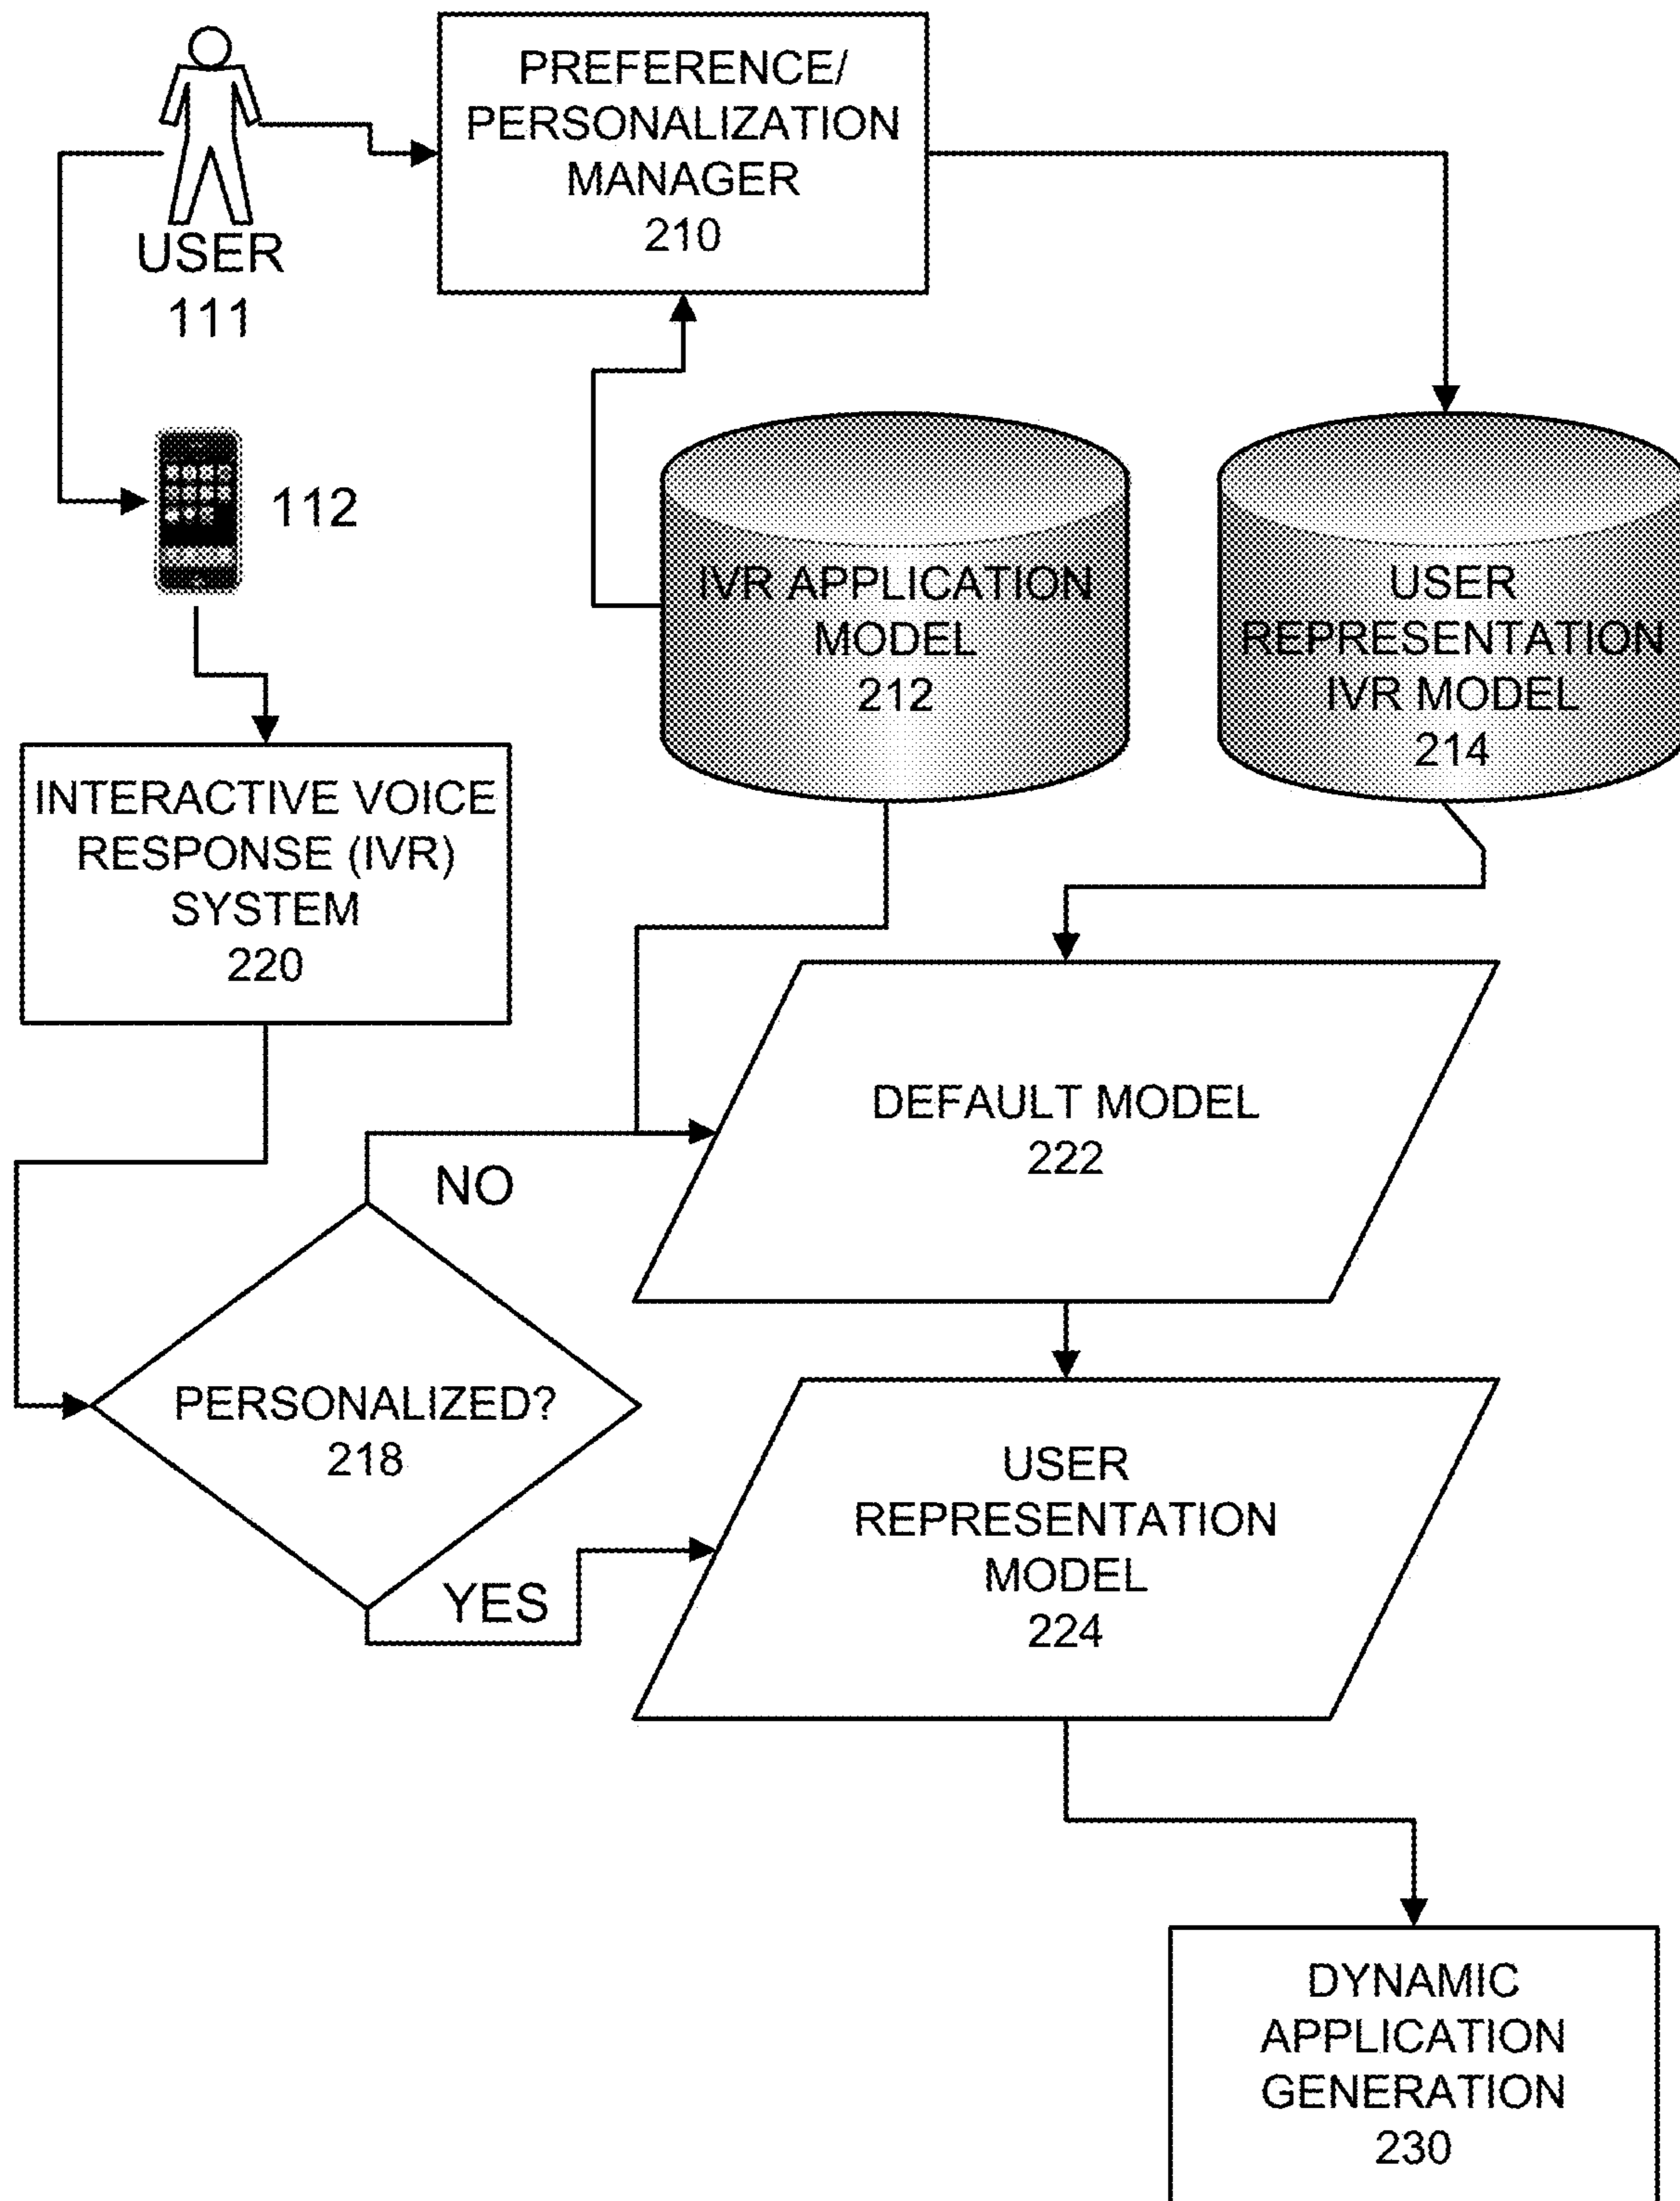 PREFERENCE/
PERSONALIZATION
MANAGER
210
USER
111
112
IVR APPLICATION
MODEL
212
USER
REPRESENTATION
IVR MODEL
214
INTERACTIVE VOICE
RESPONSE (IVR)
SYSTEM
220
DEFAULT MODEL
222
NO
PERSONALIZED?
218
YES
USER
REPRESENTATION
MODEL
224
DYNAMIC
APPLICATION
GENERATION
230